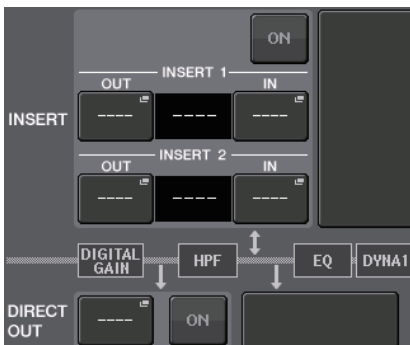 ON
INSERT 1
OUT IN
INSERT
---- ---- ----
INSERT 2
OUT IN
---- ---- ----
DIGITAL GAIN HPF EQ DYNA1
DIRECT OUT ---- ON